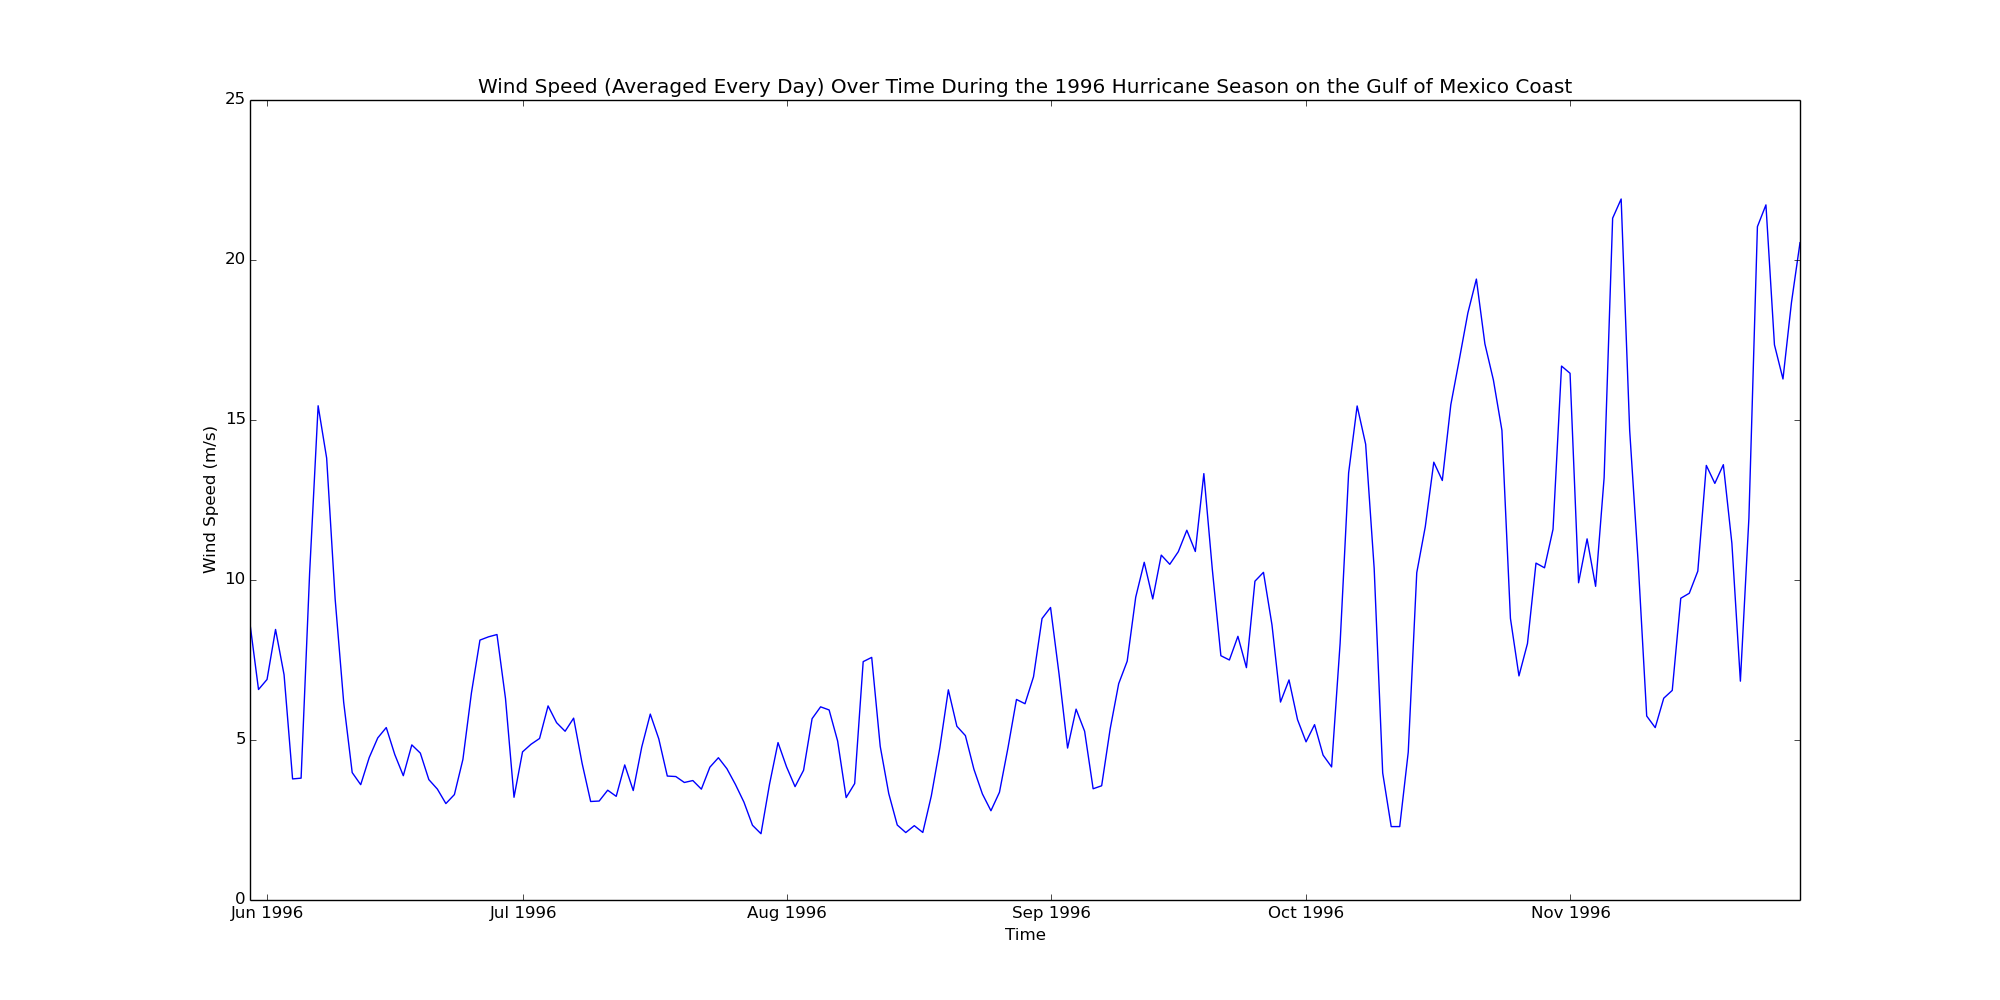 Wind Speed (Averaged Every Day) Over Time During the 1996 Hurricane Season on the Gulf of Mexico Coast
25
20
15
10
5
0
Wind Speed (m/s)
Jun 1996 Jul 1996 Aug 1996 Sep 1996 Oct 1996 Nov 1996
Time